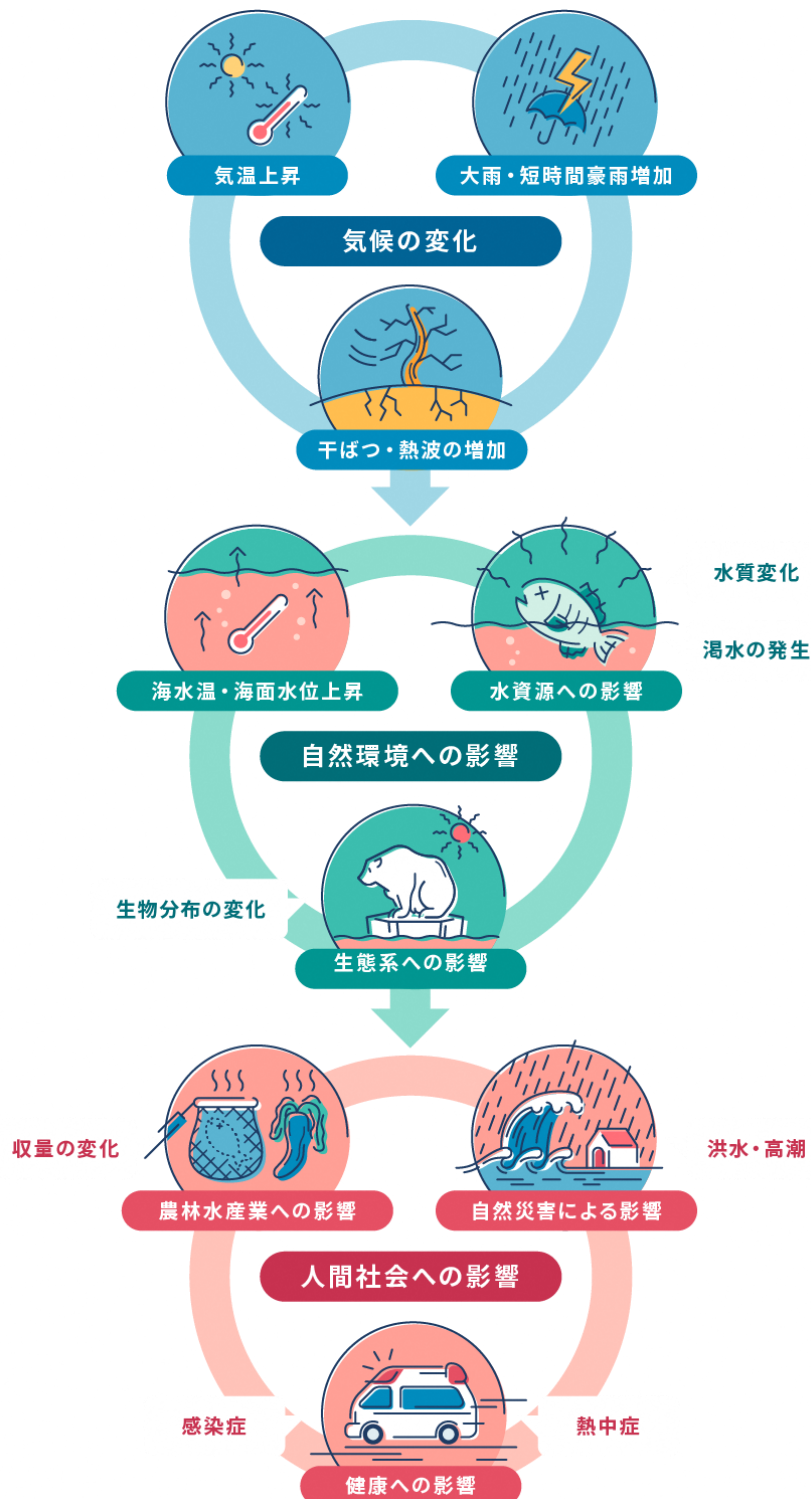 気温上昇
大雨・短時間豪雨増加
気候の変化
干ばつ・熱波の増加
水質変化
渇水の発生
海水温・海面水位上昇
水資源への影響
自然環境への影響
生物分布の変化
生態系への影響
収量の変化
洪水・高潮
農林水産業への影響
自然災害による影響
人間社会への影響
感染症
熱中症
健康への影響